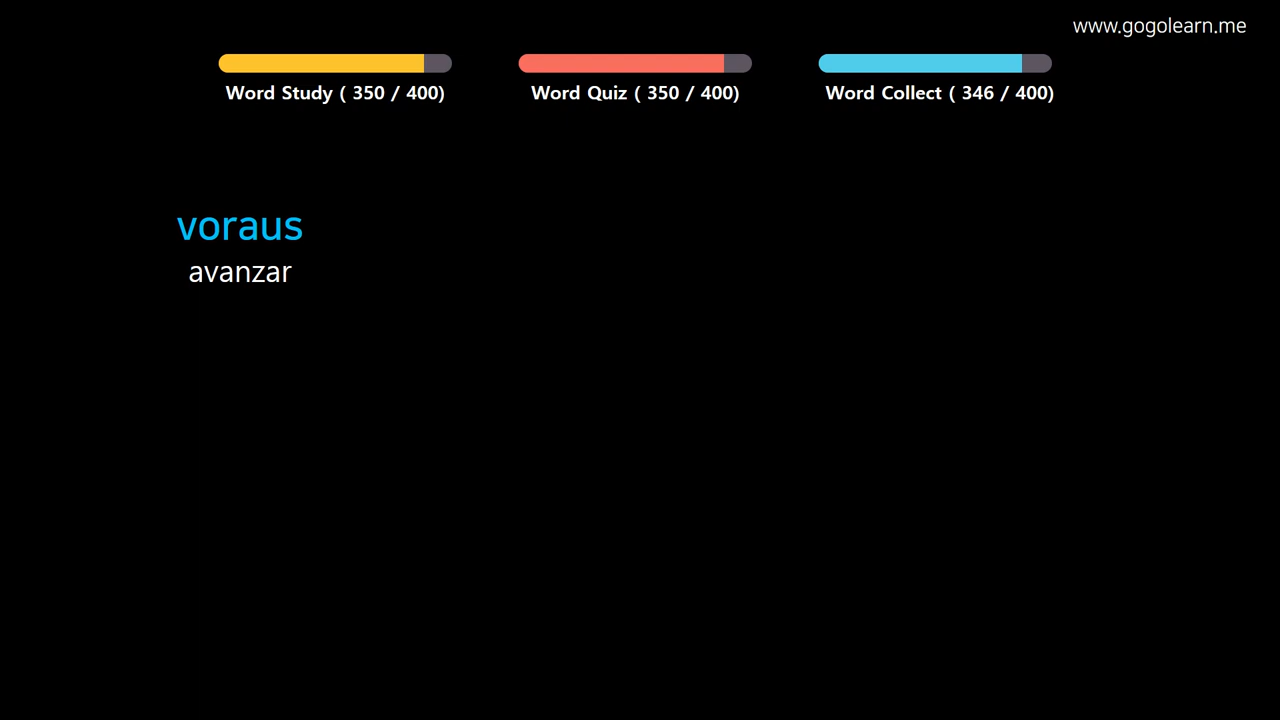 www.gogolearn.me
Word Study ( 350 / 400)
Word Quiz ( 350 / 400)
Word Collect ( 346 / 400)
voraus
avanzar